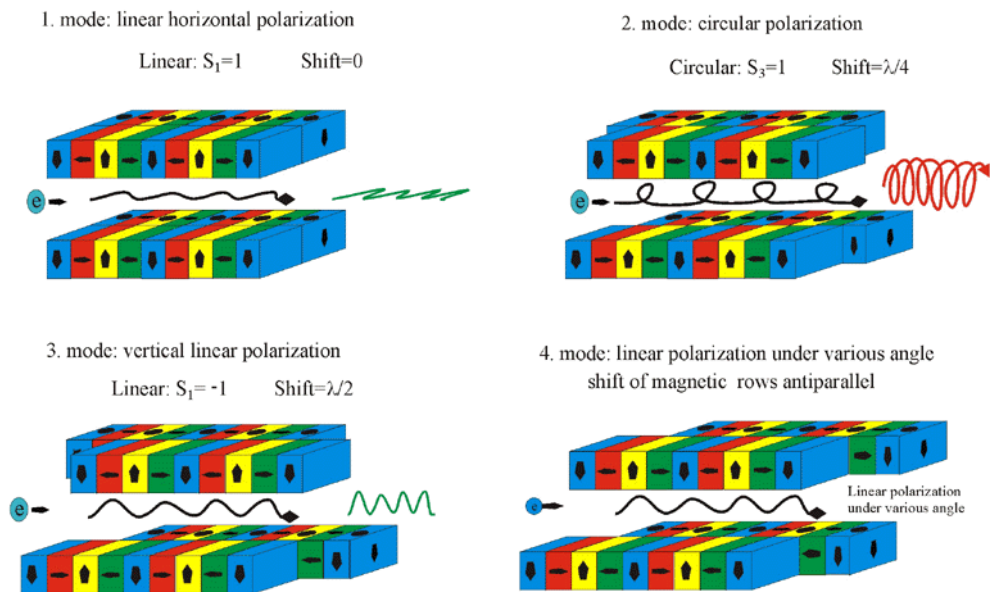 1. mode: linear horizontal polarization
Linear: S₁=1 Shift=0
e
2. mode: circular polarization
Circular: S₃=1 Shift=λ/4
e
3. mode: vertical linear polarization
Linear: S₁= -1 Shift=λ/2
e
4. mode: linear polarization under various angle
shift of magnetic rows antiparallel
e
Linear polarization
under various angle